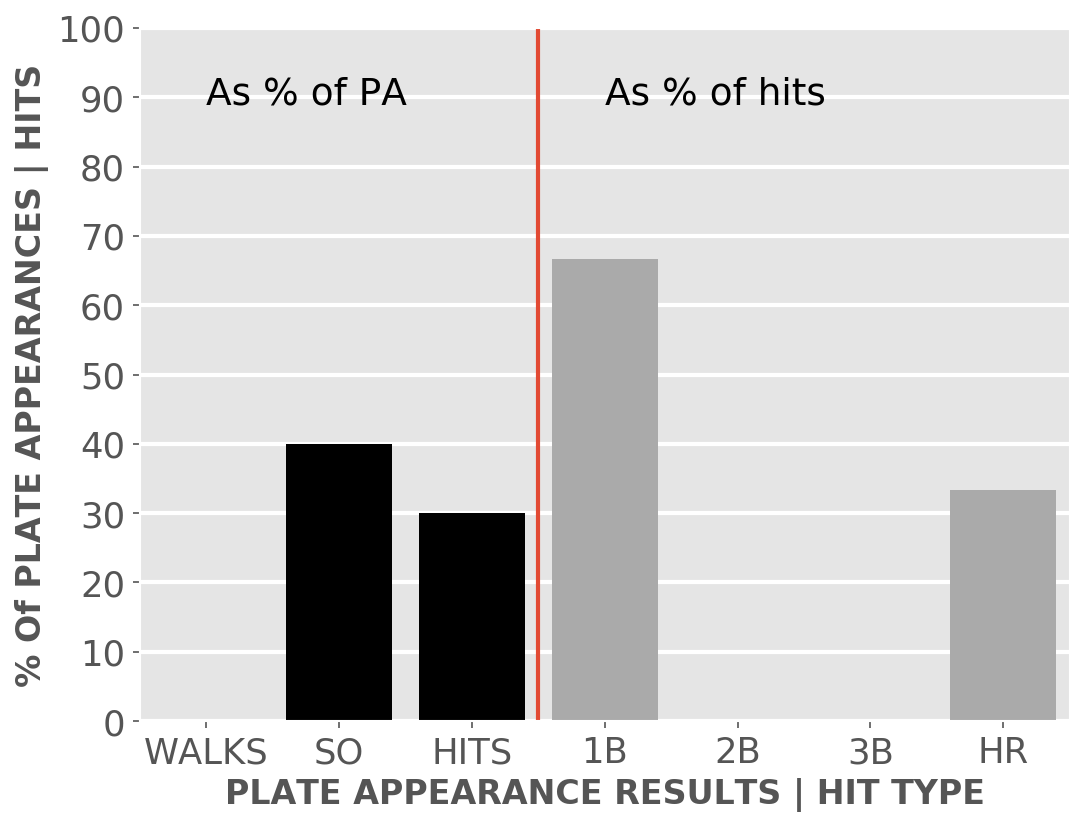 % Of PLATE APPEARANCES | HITS
100
90
80
70
60
50
40
30
20
10
0
As % of PA
As % of hits
WALKS SO HITS 1B 2B 3B HR
PLATE APPEARANCE RESULTS | HIT TYPE